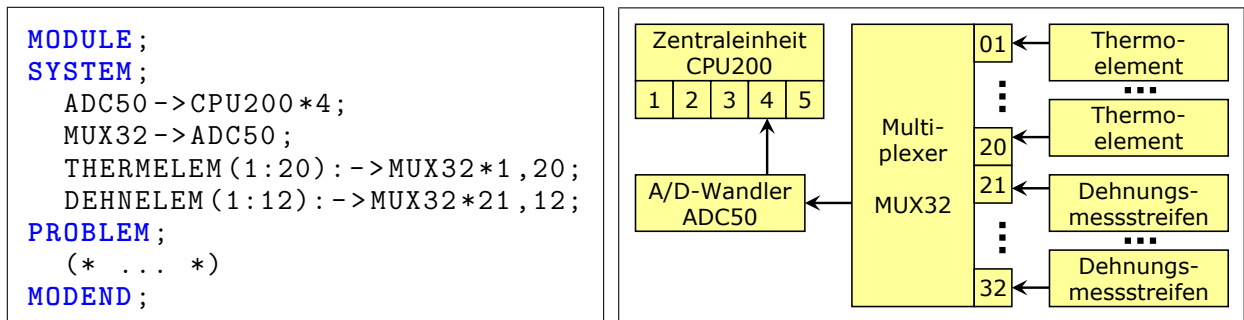 MODULE;
SYSTEM;
ADC50->CPU200*4;
MUX32->ADC50;
THERMELEM(1:20):->MUX32*1,20;
DEHNELEM(1:12):->MUX32*21,12;
PROBLEM;
(* ... *)
MODEND;
Zentraleinheit
CPU200
1 2 3 4 5
A/D-Wandler
ADC50
Multi-
plexer
MUX32
01
20
21
32
Thermo-
element
Thermo-
element
Dehnungs-
messstreifen
Dehnungs-
messstreifen